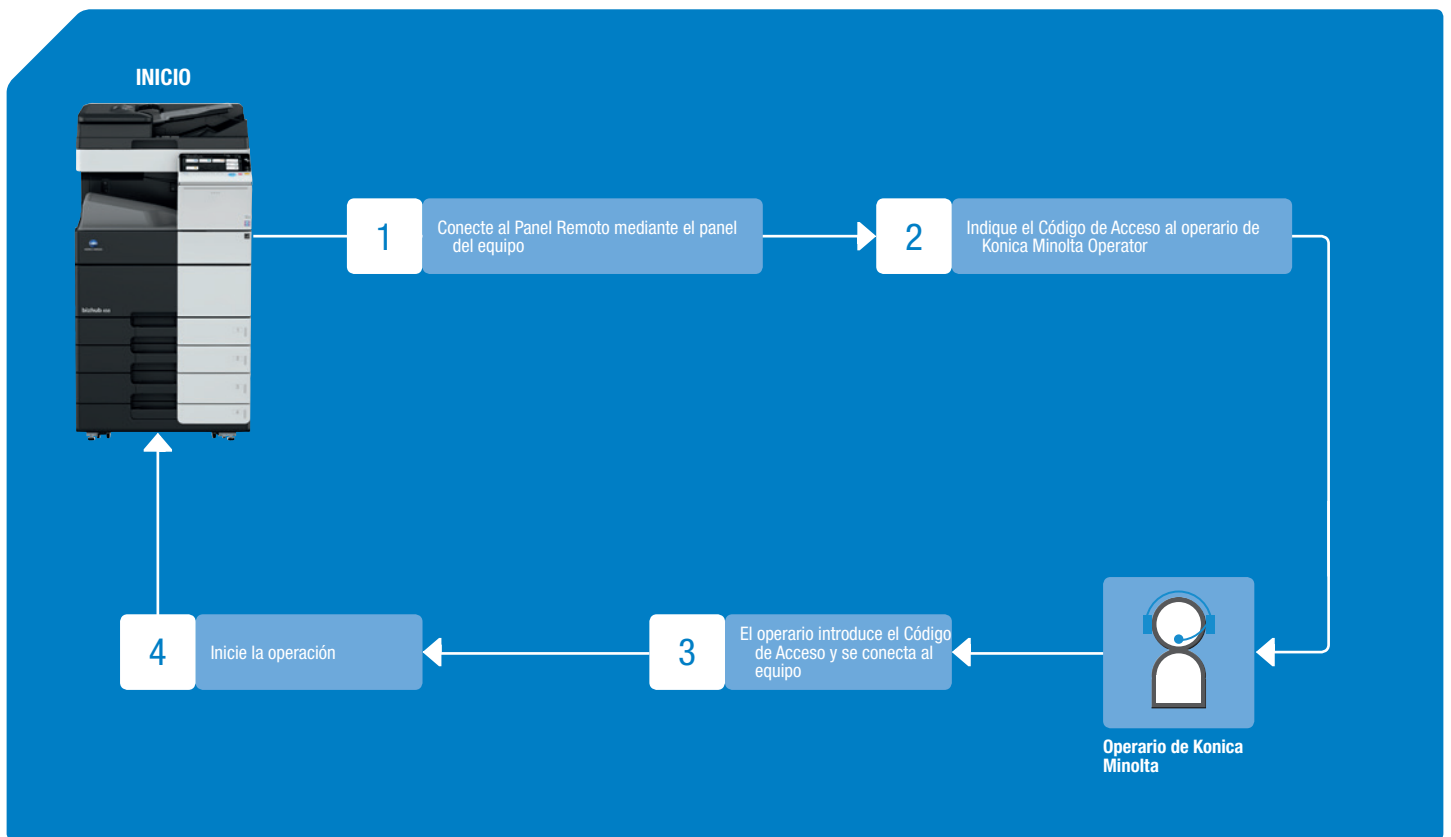 INICIO
1
Conecte al Panel Remoto mediante el panel
del equipo
2
Indique el Código de Acceso al operario de
Konica Minolta Operator
bizhub
4
Inicie la operación
3
El operario introduce el Código
de Acceso y se conecta al
equipo
Operario de Konica
Minolta